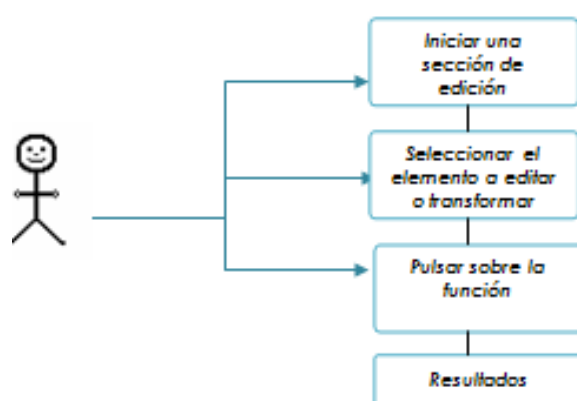 Iniciar una
sección de
edición
Seleccionar el
elemento a editar
o transformar
Pulsar sobre la
función
Resultados